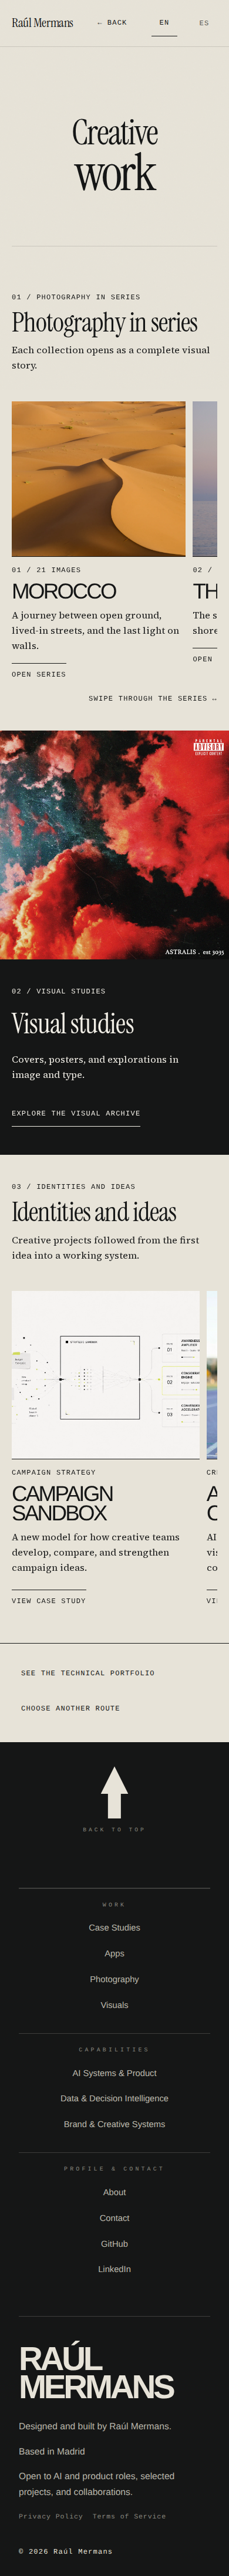 Raúl Mermans
← BACK
EN
ES
Creative
work
01 / PHOTOGRAPHY IN SERIES
Photography in series
Each collection opens as a complete visual
story.
01 / 21 IMAGES
MOROCCO
A journey between open ground,
lived-in streets, and the last light on
walls.
OPEN SERIES
02 /
TH
The s
shore
OPEN
SWIPE THROUGH THE SERIES ↔
PARENTAL
ADVISORY
EXPLICIT CONTENT
ASTRALIS . est 3035
02 / VISUAL STUDIES
Visual studies
Covers, posters, and explorations in
image and type.
EXPLORE THE VISUAL ARCHIVE
03 / IDENTITIES AND IDEAS
Identities and ideas
Creative projects followed from the first
idea into a working system.
01
02
03
CAMPAIGN STRATEGY
CAMPAIGN
SANDBOX
A new model for how creative teams
develop, compare, and strengthen
campaign ideas.
VIEW CASE STUDY
CR
A
C
AI
vis
co
VI
SEE THE TECHNICAL PORTFOLIO
CHOOSE ANOTHER ROUTE
BACK TO TOP
WORK
Case Studies
Apps
Photography
Visuals
CAPABILITIES
AI Systems & Product
Data & Decision Intelligence
Brand & Creative Systems
PROFILE & CONTACT
About
Contact
GitHub
LinkedIn
RAÚL
MERMANS
Designed and built by Raúl Mermans.
Based in Madrid
Open to AI and product roles, selected
projects, and collaborations.
Privacy Policy Terms of Service
© 2026 Raúl Mermans